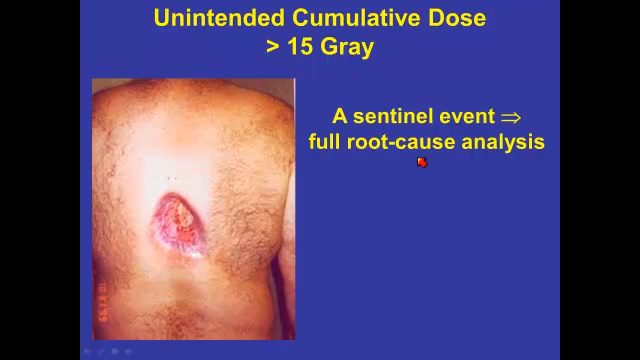 Unintended Cumulative Dose
> 15 Gray
A sentinel event ⇒
full root-cause analysis